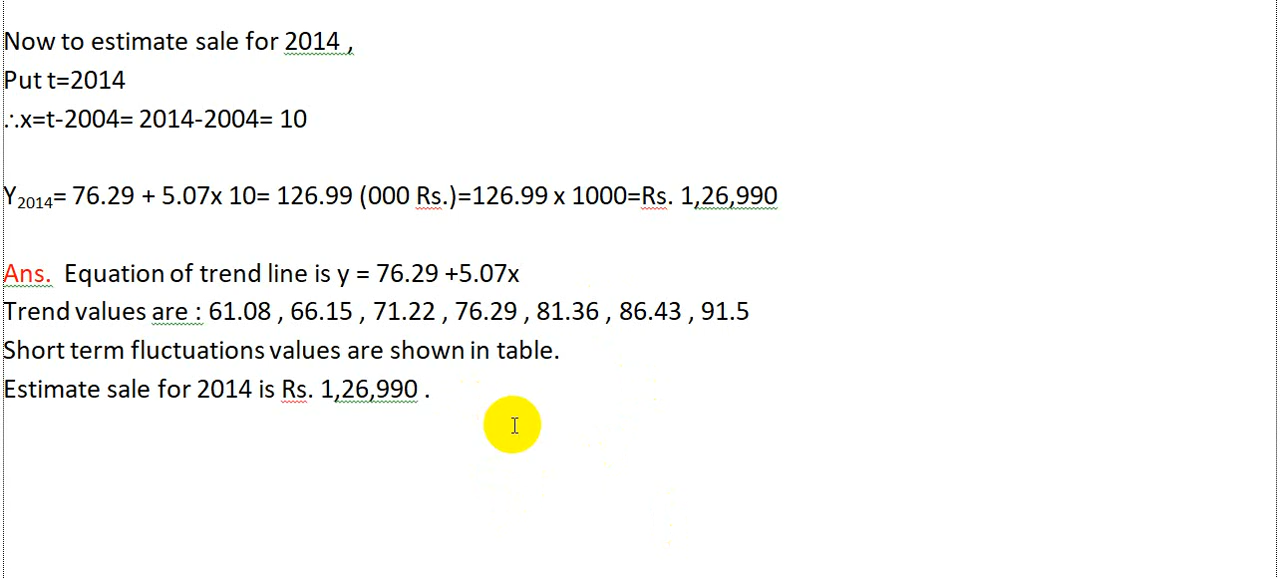 Now to estimate sale for 2014 ,
Put t=2014
∴x=t-2004= 2014-2004= 10
Y2014= 76.29 + 5.07x 10= 126.99 (000 Rs.)=126.99 x 1000=Rs. 1,26,990
Ans. Equation of trend line is y = 76.29 +5.07x
Trend values are : 61.08 , 66.15 , 71.22 , 76.29 , 81.36 , 86.43 , 91.5
Short term fluctuations values are shown in table.
Estimate sale for 2014 is Rs. 1,26,990 .